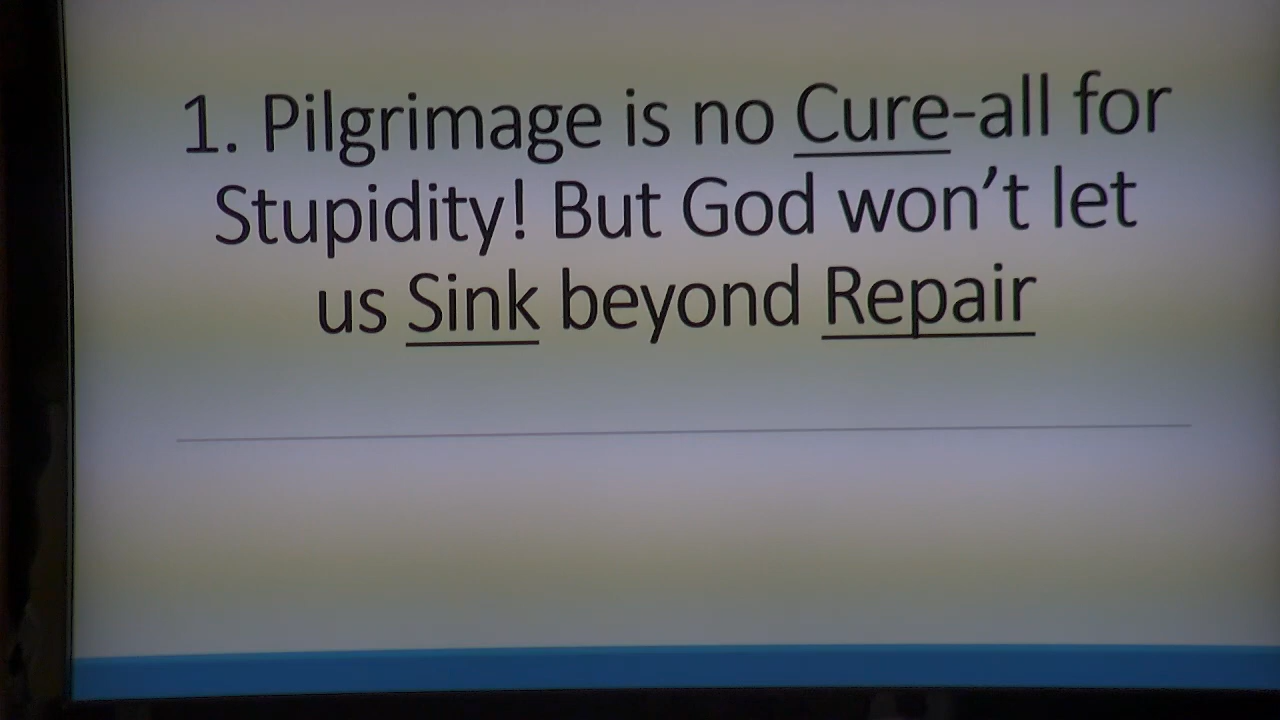 1. Pilgrimage is no Cure-all for
Stupidity! But God won’t let
us Sink beyond Repair